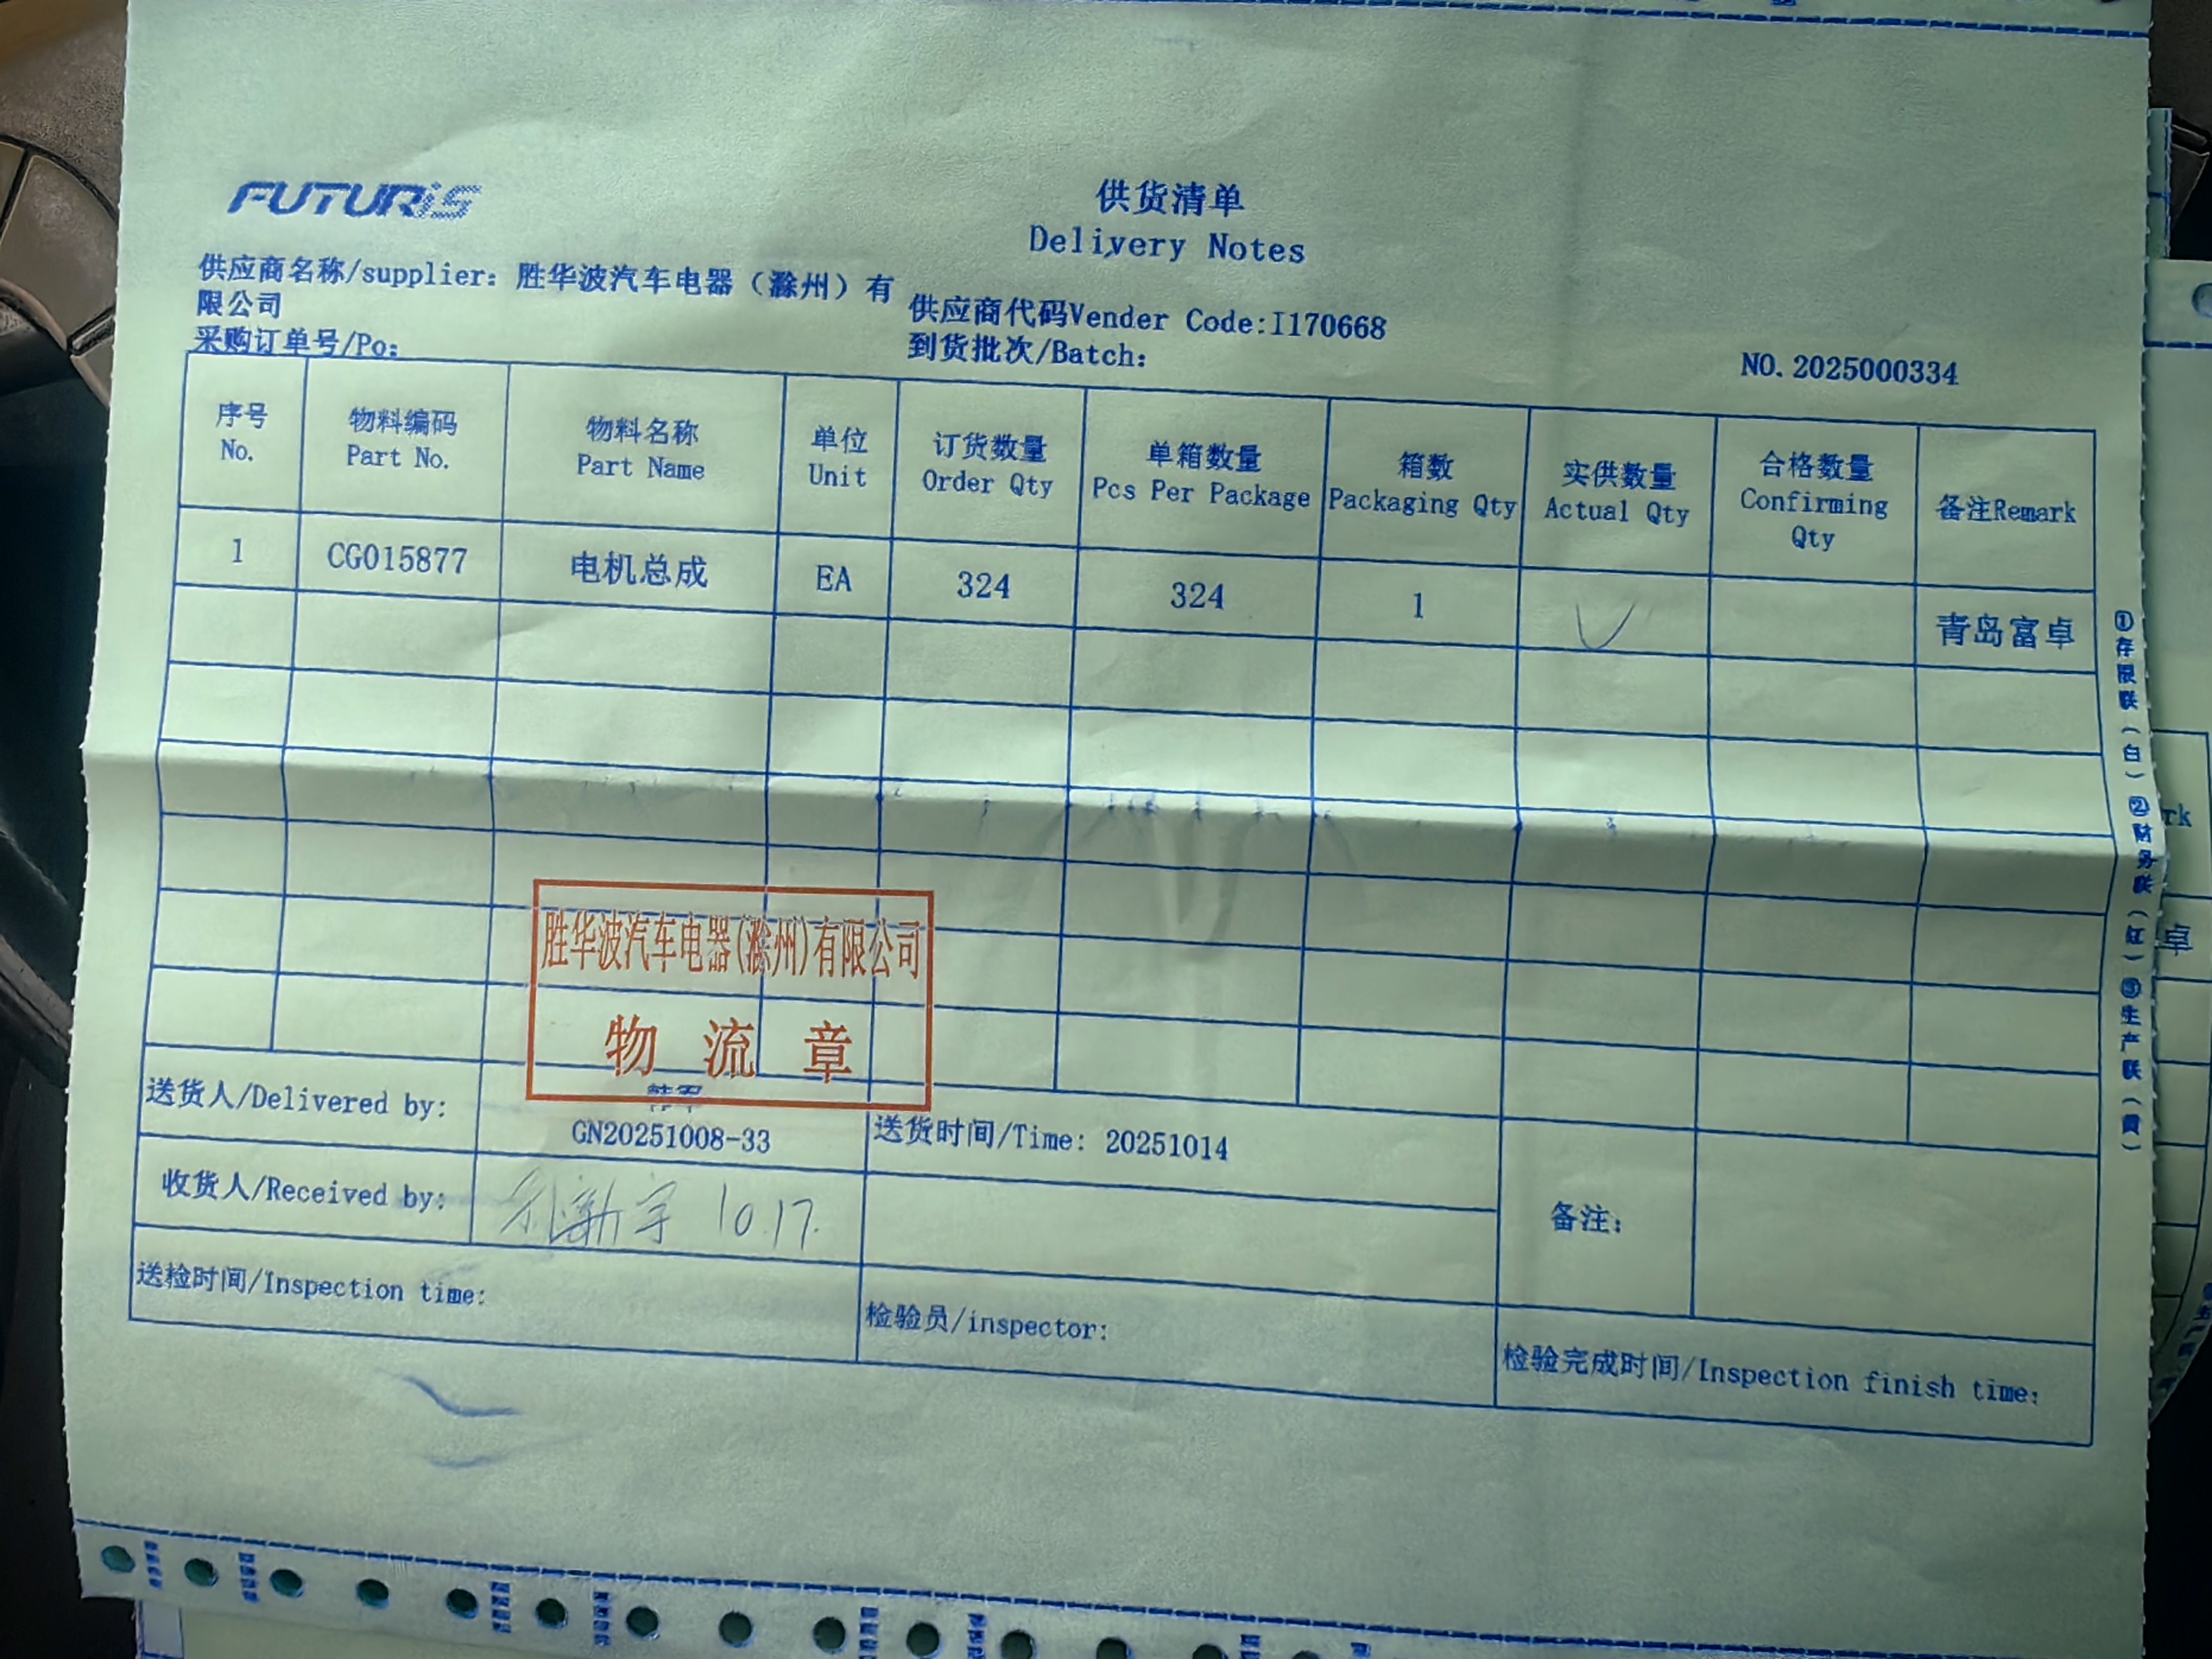 FUTURiS
供货清单
Delivery Notes
供应商名称/supplier：胜华波汽车电器（滁州）有
限公司
供应商代码Vender Code:I170668
采购订单号/Po：
到货批次/Batch：
NO. 2025000334
序号 物料编码 物料名称 单位 订货数量 单箱数量 箱数 实供数量 合格数量 备注Remark
No. Part No. Part Name Unit Order Qty Pcs Per Package Packaging Qty Actual Qty Confirming
Qty
1 CG015877 电机总成 EA 324 324 1 青岛富卓
①存根联（白）②财务联（红）③生产联（黄）
胜华波汽车电器(滁州)有限公司
物流章
送货人/Delivered by:
GN20251008-33
送货时间/Time: 20251014
收货人/Received by:
10.17.
备注：
送检时间/Inspection time:
检验员/inspector:
检验完成时间/Inspection finish time:
rk
卓